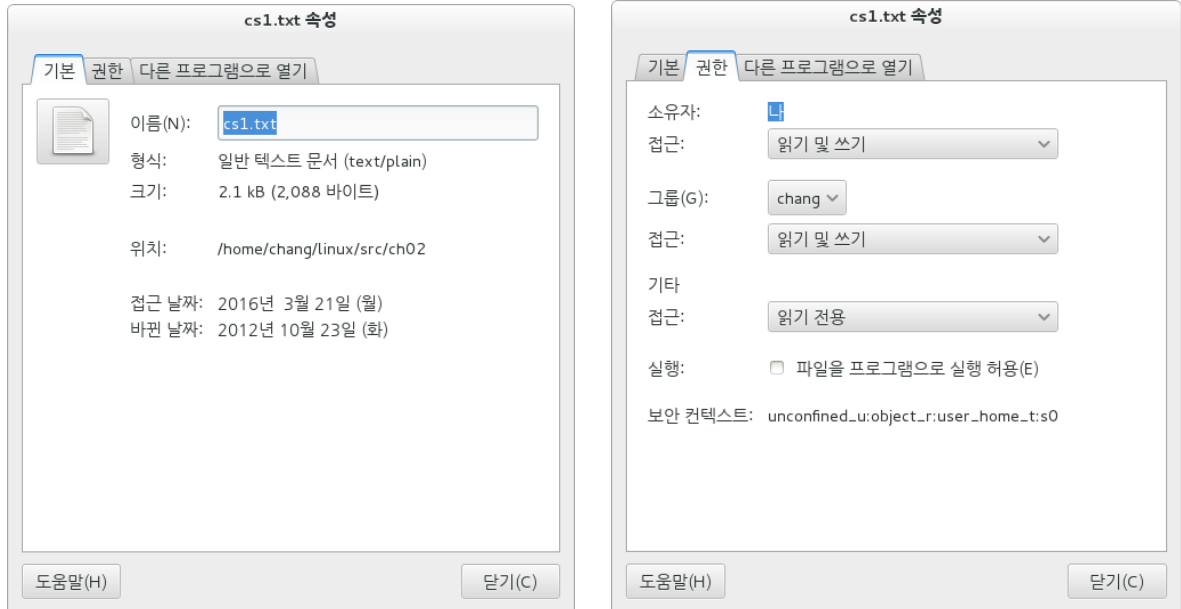 cs1.txt 속성
기본 권한 다른 프로그램으로 열기
이름(N): cs1.txt
형식: 일반 텍스트 문서 (text/plain)
크기: 2.1 kB (2,088 바이트)
위치: /home/chang/linux/src/ch02
접근 날짜: 2016년 3월 21일 (월)
바뀐 날짜: 2012년 10월 23일 (화)
도움말(H) 닫기(C)
cs1.txt 속성
기본 권한 다른 프로그램으로 열기
소유자: 나
접근: 읽기 및 쓰기
그룹(G): chang
접근: 읽기 및 쓰기
기타
접근: 읽기 전용
실행: 파일을 프로그램으로 실행 허용(E)
보안 컨텍스트: unconfined_u:object_r:user_home_t:s0
도움말(H) 닫기(C)